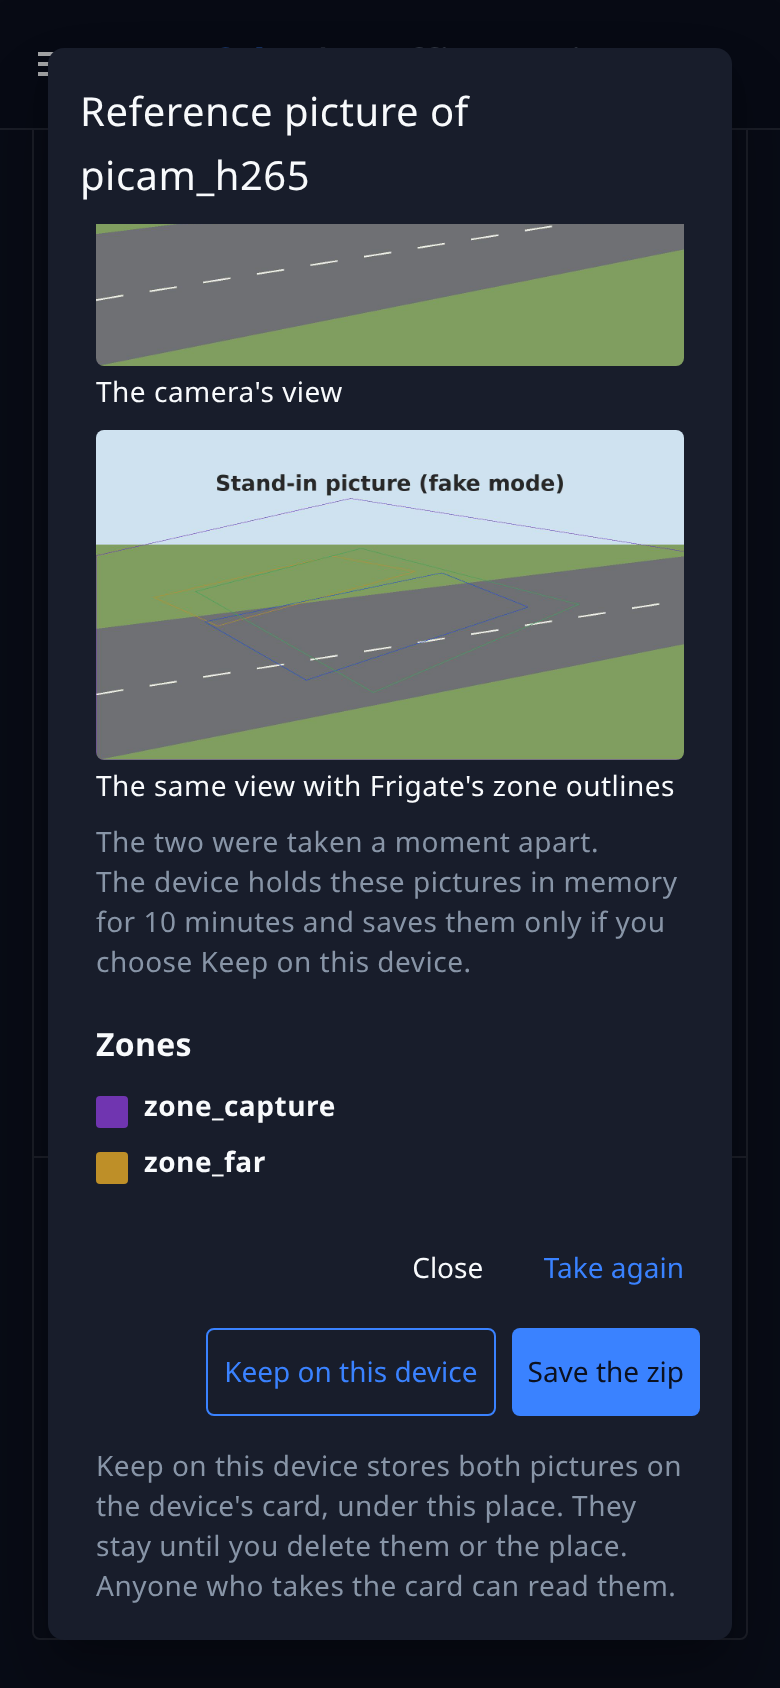 Reference picture of
picam_h265
The camera's view
Stand-in picture (fake mode)
The same view with Frigate's zone outlines
The two were taken a moment apart.
The device holds these pictures in memory
for 10 minutes and saves them only if you
choose Keep on this device.
Zones
zone_capture
zone_far
Close
Take again
Keep on this device
Save the zip
Keep on this device stores both pictures on
the device's card, under this place. They
stay until you delete them or the place.
Anyone who takes the card can read them.